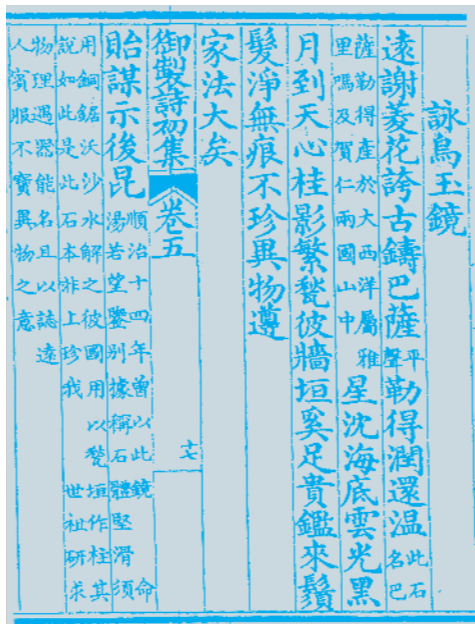 詠烏玉鏡
遠謝菱花誇古鑄巴薩平聲勒得潤還温此石名巴
薩勒得產於大西洋屬雅里嗎及賀仁兩國山中星沈海底雲光黑
月到天心桂影繁甃彼牆垣奚足貴鑑來鬚
髮淨無痕不珍異物遵
家法大矣
御製詩初集 卷五 十七
貽謀示後昆順治十四年曾以此鏡命湯若望鑒別據稱石體堅滑須
用銅鋸沃沙水解之彼國用以甃垣作柱其說如此是此石本非上珍我世祖研求
物理遇器能名且以誌遠人賓服不寶異物之意